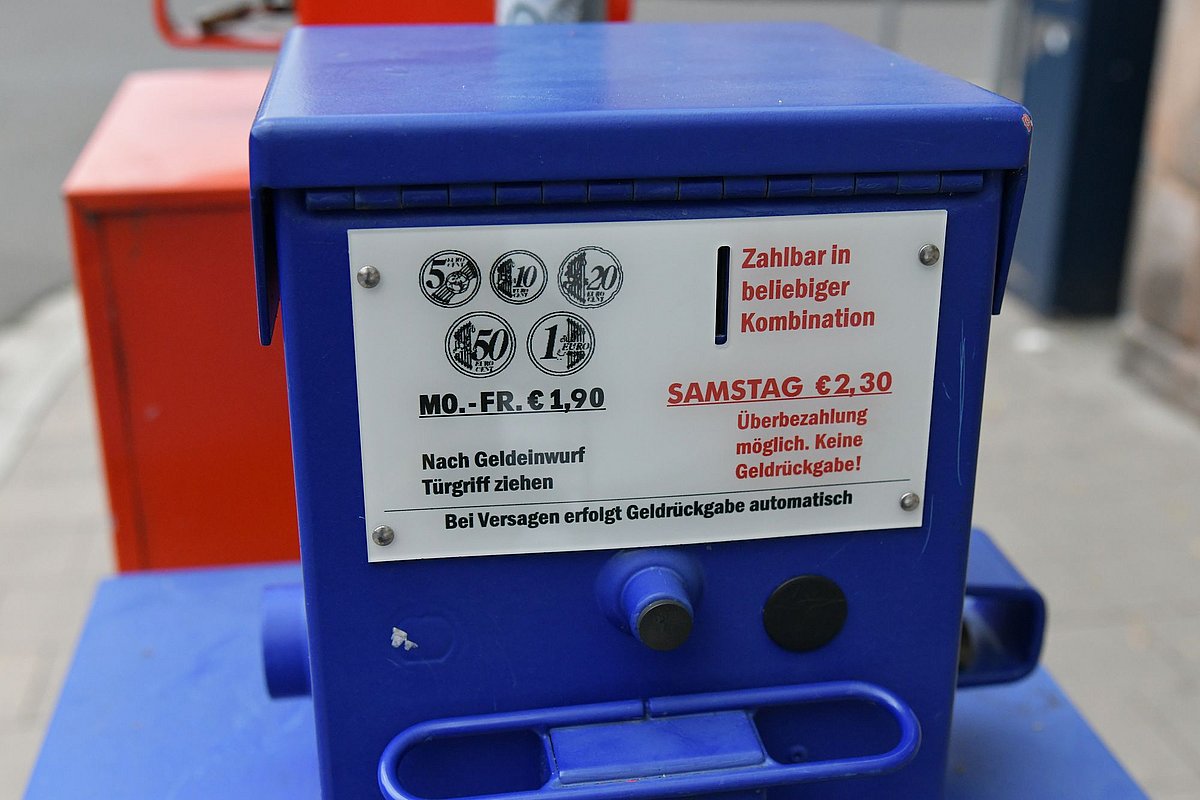 5 EURO CENT
10 EURO CENT
20 EURO CENT
50 EURO CENT
1 EURO
Zahlbar in
beliebiger
Kombination
MO.-FR. € 1,90
SAMSTAG € 2,30
Überbezahlung
möglich. Keine
Geldrückgabe!
Nach Geldeinwurf
Türgriff ziehen
Bei Versagen erfolgt Geldrückgabe automatisch